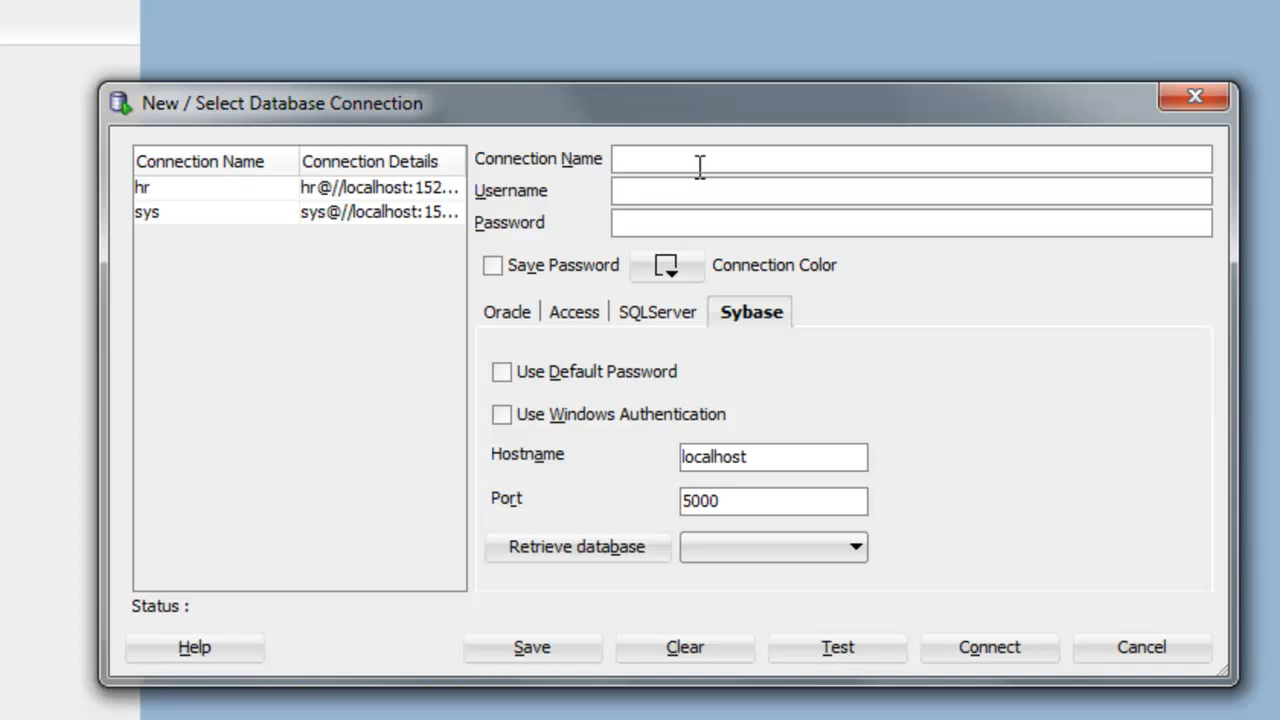 New / Select Database Connection
Connection Name Connection Details
hr hr@//localhost:152...
sys sys@//localhost:15...
Connection Name
Username
Password
Save Password Connection Color
Oracle Access SQLServer Sybase
Use Default Password
Use Windows Authentication
Hostname localhost
Port 5000
Retrieve database
Status :
Help Save Clear Test Connect Cancel